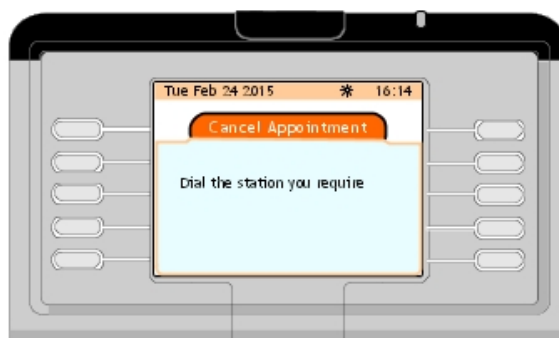 Tue Feb 24 2015 16:14
Cancel Appointment
Dial the station you require